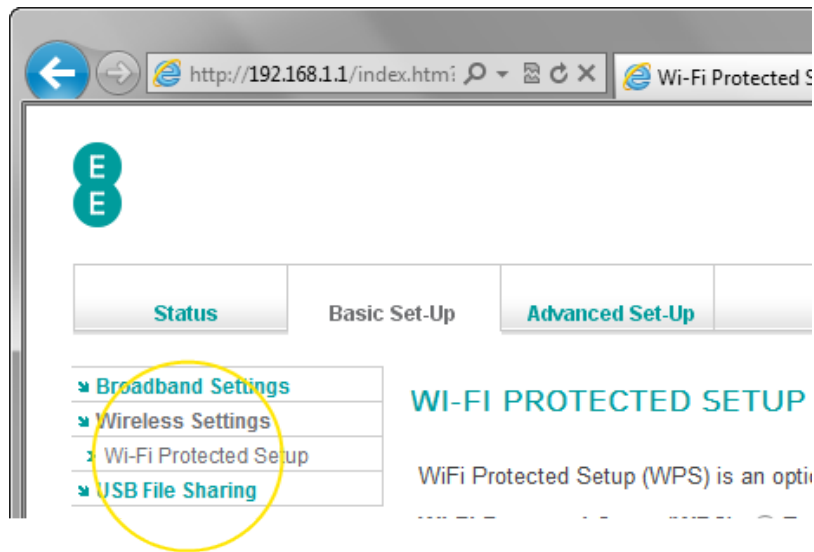 http://192.168.1.1/index.htm
Wi-Fi Protected S
E
E
Status
Basic Set-Up
Advanced Set-Up
Broadband Settings
Wireless Settings
Wi-Fi Protected Setup
USB File Sharing
WI-FI PROTECTED SETUP
WiFi Protected Setup (WPS) is an opti